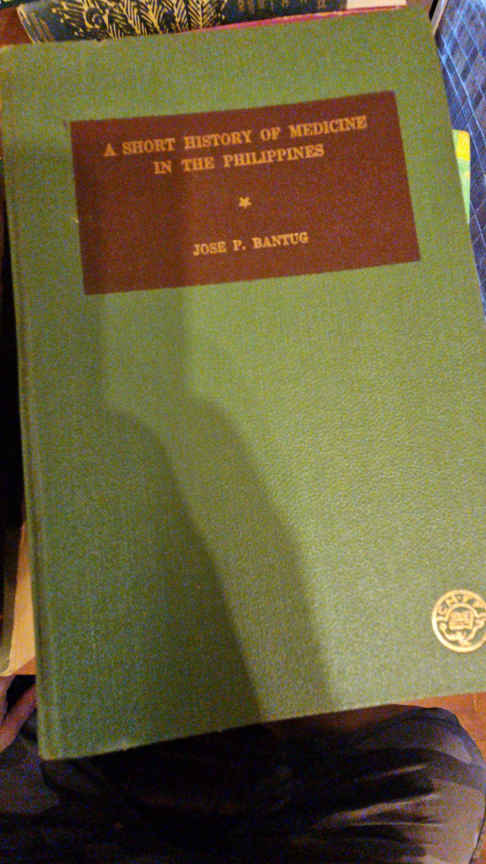 A SHORT HISTORY OF MEDICINE
IN THE PHILIPPINES
JOSE P. BANTUG